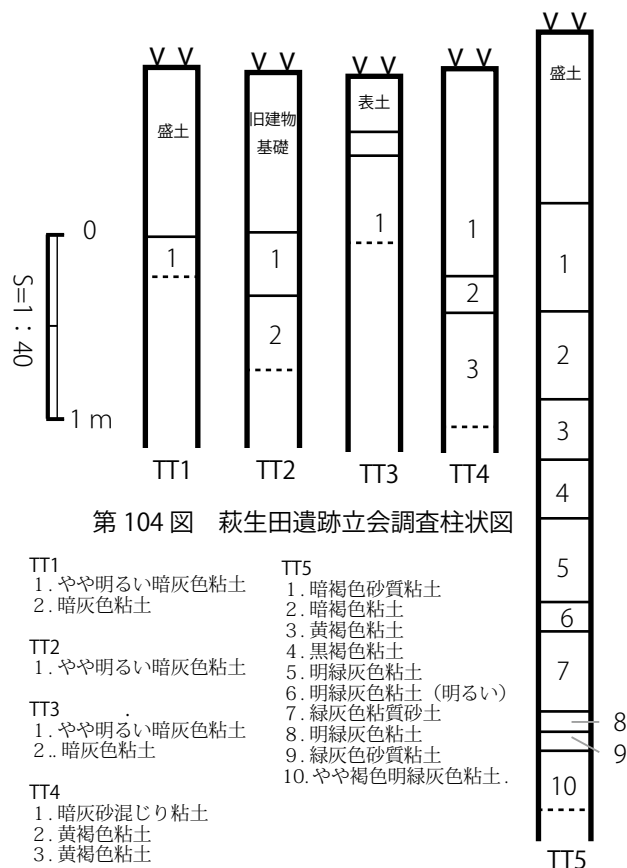 盛土
1
TT1
旧建物
基礎
1
2
TT2
表土
1
TT3
1
2
3
TT4
盛土
1
2
3
4
5
6
7
8
9
10
TT5
0
S=1：40
1 m
第 104 図　萩生田遺跡立会調査柱状図
TT1
1. やや明るい暗灰色粘土
2. 暗灰色粘土
TT2
1. やや明るい暗灰色粘土
TT3
1. やや明るい暗灰色粘土
2.. 暗灰色粘土
TT4
1. 暗灰砂混じり粘土
2. 黄褐色粘土
3. 黄褐色粘土
TT5
1. 暗褐色砂質粘土
2. 暗褐色粘土
3. 黄褐色粘土
4. 黒褐色粘土
5. 明緑灰色粘土
6. 明緑灰色粘土（明るい）
7. 緑灰色粘質砂土
8. 明緑灰色粘土
9. 緑灰色砂質粘土
10. やや褐色明緑灰色粘土.